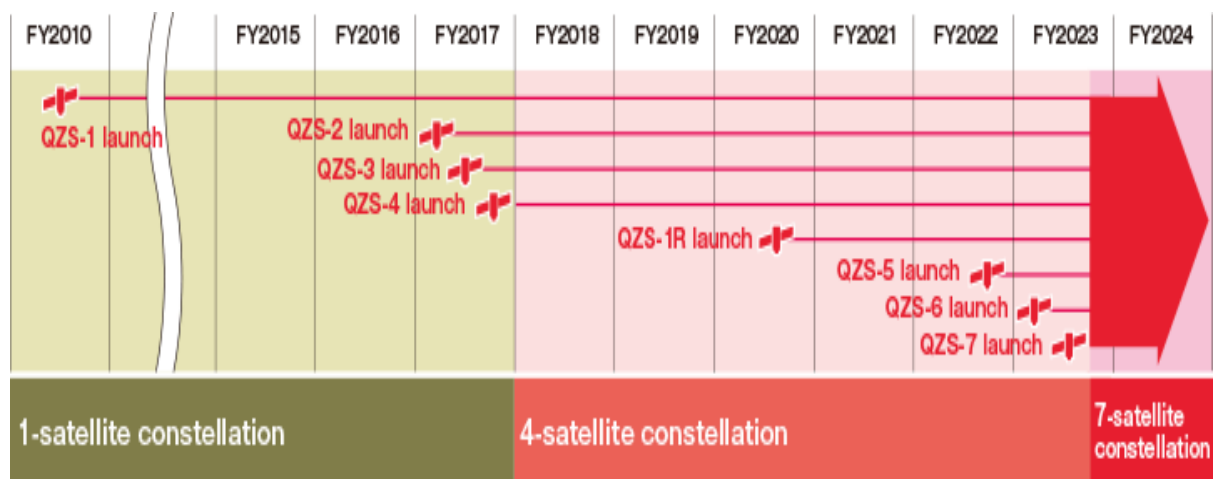 FY2010 FY2015 FY2016 FY2017 FY2018 FY2019 FY2020 FY2021 FY2022 FY2023 FY2024
QZS-1 launch
QZS-2 launch
QZS-3 launch
QZS-4 launch
QZS-1R launch
QZS-5 launch
QZS-6 launch
QZS-7 launch
1-satellite constellation
4-satellite constellation
7-satellite
constellation